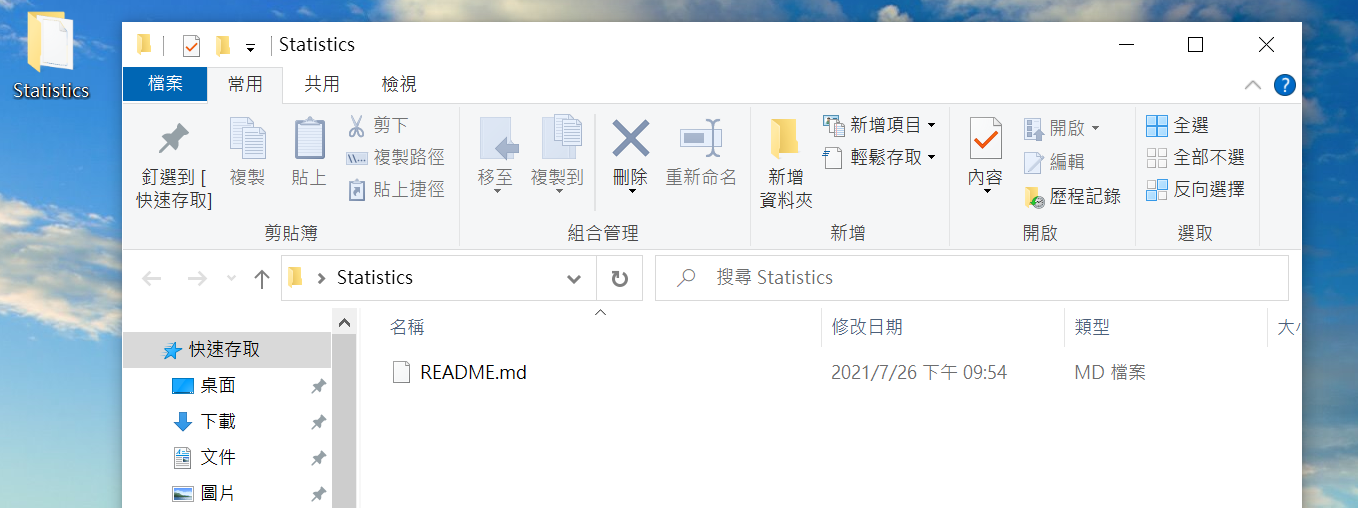 Statistics
Statistics
檔案 常用 共用 檢視
釘選到 [
快速存取]
複製
貼上
剪下
複製路徑
貼上捷徑
剪貼簿
移至
複製到
刪除
重新命名
組合管理
新增
資料夾
新增項目
輕鬆存取
新增
內容
開啟
編輯
歷程記錄
開啟
全選
全部不選
反向選擇
選取
Statistics
搜尋 Statistics
快速存取
桌面
下載
文件
圖片
名稱 修改日期 類型
README.md 2021/7/26 下午 09:54 MD 檔案